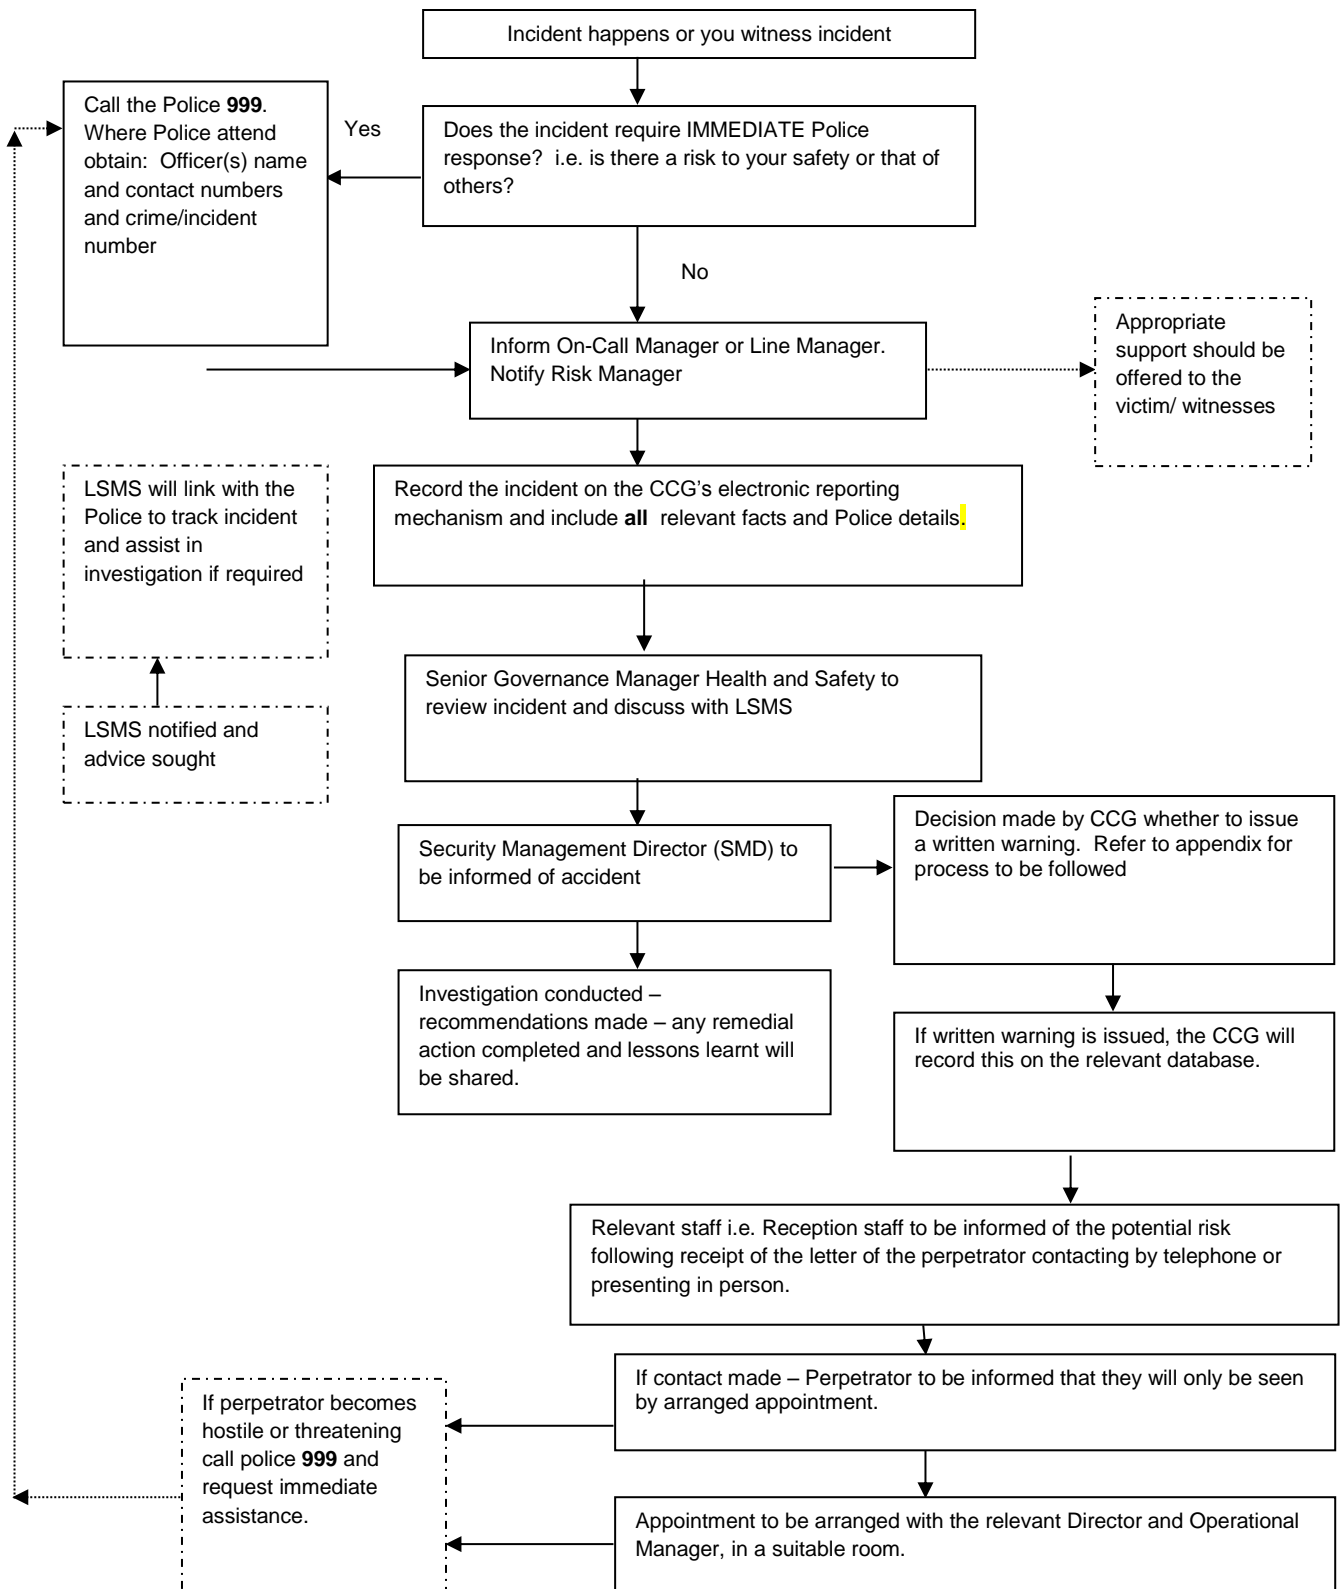 Incident happens or you witness incident
Call the Police 999.
Where Police attend
obtain:  Officer(s) name
and contact numbers
and crime/incident
number
Yes
Does the incident require IMMEDIATE Police
response?  i.e. is there a risk to your safety or that of
others?
No
Inform On-Call Manager or Line Manager.
Notify Risk Manager
Appropriate
support should be
offered to the
victim/ witnesses
LSMS will link with the
Police to track incident
and assist in
investigation if required
Record the incident on the CCG's electronic reporting
mechanism and include all  relevant facts and Police details.
Senior Governance Manager Health and Safety to
review incident and discuss with LSMS
LSMS notified and
advice sought
Security Management Director (SMD) to
be informed of accident
Decision made by CCG whether to issue
a written warning.  Refer to appendix for
process to be followed
Investigation conducted –
recommendations made – any remedial
action completed and lessons learnt will
be shared.
If written warning is issued, the CCG will
record this on the relevant database.
Relevant staff i.e. Reception staff to be informed of the potential risk
following receipt of the letter of the perpetrator contacting by telephone or
presenting in person.
If contact made – Perpetrator to be informed that they will only be seen
by arranged appointment.
If perpetrator becomes
hostile or threatening
call police 999 and
request immediate
assistance.
Appointment to be arranged with the relevant Director and Operational
Manager, in a suitable room.